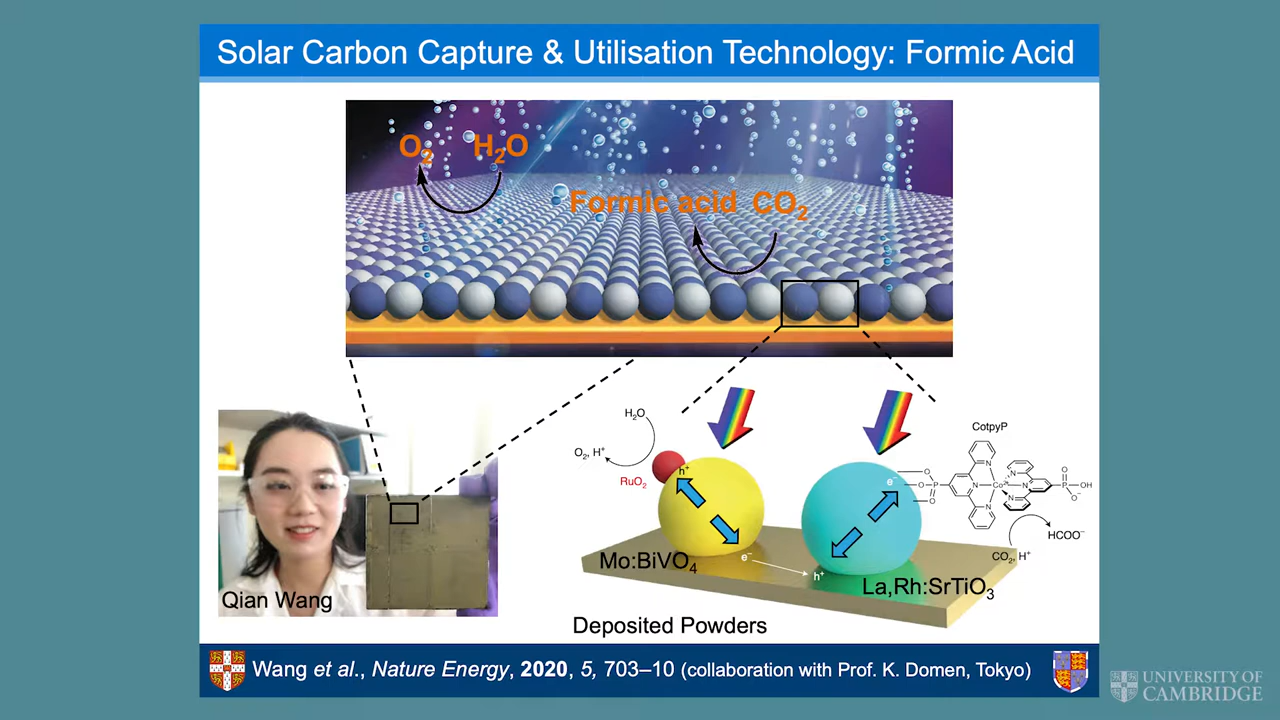 Solar Carbon Capture & Utilisation Technology: Formic Acid
O₂ H₂O
Formic acid CO₂
H₂O
O₂, H⁺
RuO₂
h⁺
e⁻
h⁺
e⁻
Mo:BiVO₄
La,Rh:SrTiO₃
CotpyP
O
O
P
O
N
N
N
Co²⁺
N
N
N
O
P
OH
O⁻
HCOO⁻
CO₂, H⁺
Qian Wang
Deposited Powders
Wang et al., Nature Energy, 2020, 5, 703–10 (collaboration with Prof. K. Domen, Tokyo)
UNIVERSITY OF
CAMBRIDGE